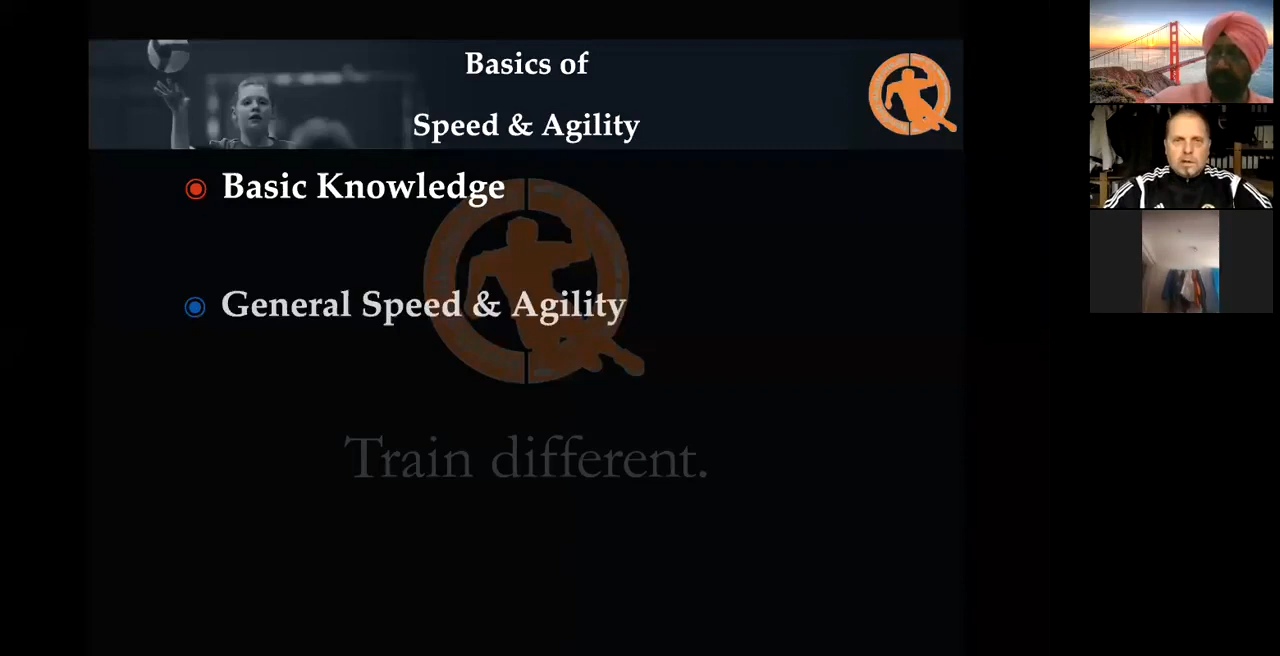 Basics of
Speed & Agility
Basic Knowledge
General Speed & Agility
Train different.